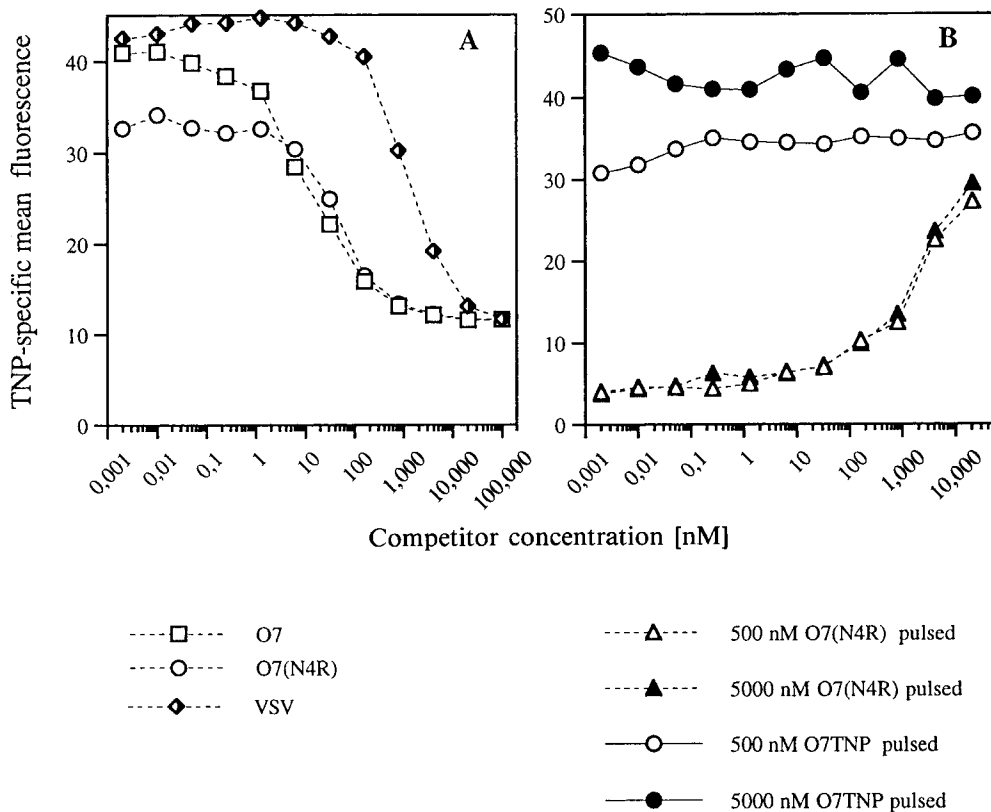 A
B
TNP-specific mean fluorescence
40
30
20
10
0
50
40
30
20
10
0
0,001
0,01
0,1
1
10
100
1,000
10,000
100,000
0,001
0,01
0,1
1
10
100
1,000
10,000
Competitor concentration [nM]
O7
O7(N4R)
VSV
500 nM O7(N4R) pulsed
5000 nM O7(N4R) pulsed
500 nM O7TNP pulsed
5000 nM O7TNP pulsed